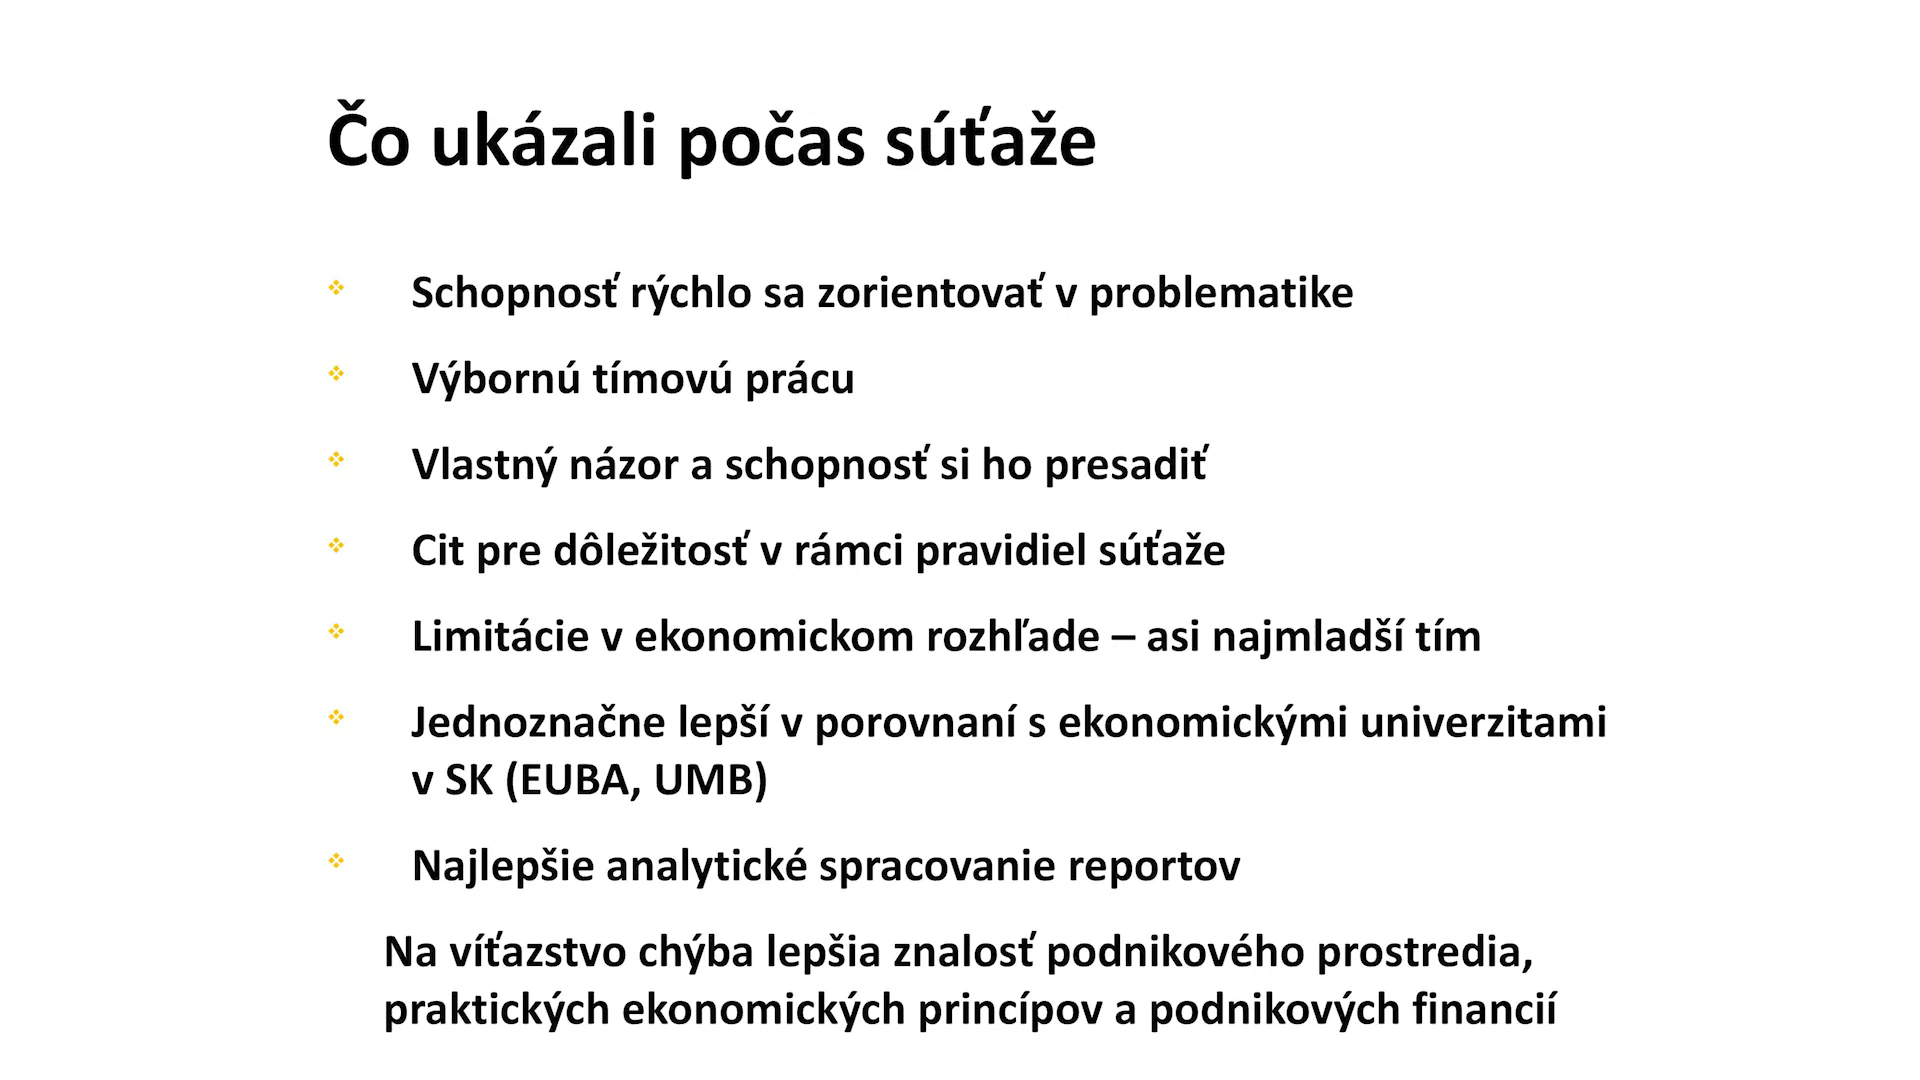 Čo ukázali počas súťaže
Schopnosť rýchlo sa zorientovať v problematike
Výbornú tímovú prácu
Vlastný názor a schopnosť si ho presadiť
Cit pre dôležitosť v rámci pravidiel súťaže
Limitácie v ekonomickom rozhľade – asi najmladší tím
Jednoznačne lepší v porovnaní s ekonomickými univerzitami
v SK (EUBA, UMB)
Najlepšie analytické spracovanie reportov
Na víťazstvo chýba lepšia znalosť podnikového prostredia,
praktických ekonomických princípov a podnikových financií